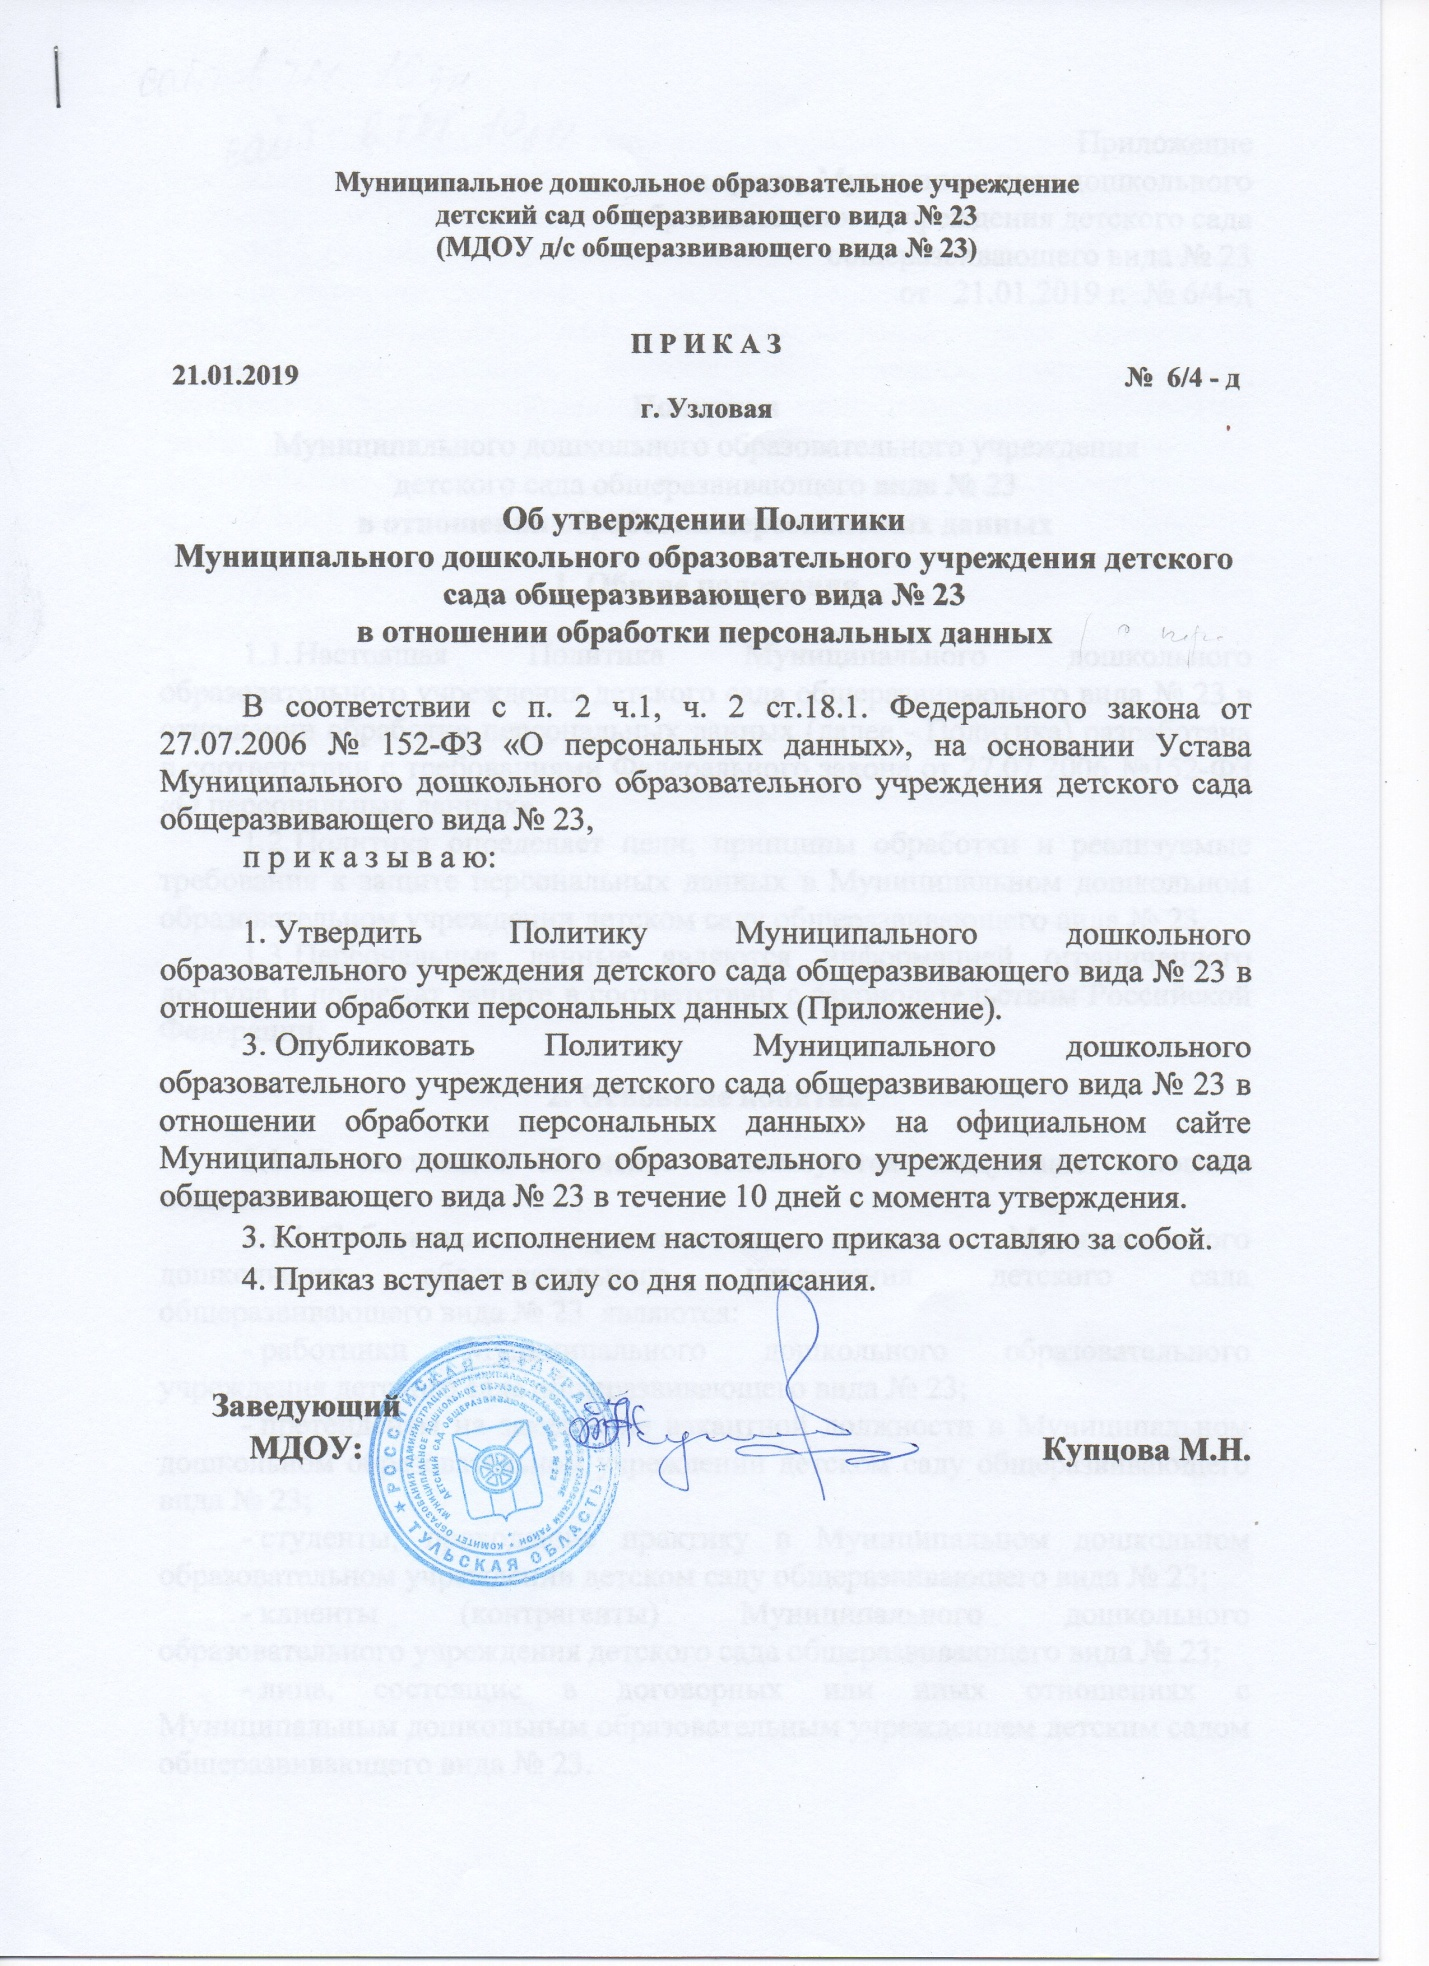 Муниципальное дошкольное образовательное учреждение
детский сад общеразвивающего вида № 23
(МДОУ д/с общеразвивающего вида № 23)
П Р И К А З
21.01.2019 № 6/4 - д
г. Узловая
Об утверждении Политики
Муниципального дошкольного образовательного учреждения детского
сада общеразвивающего вида № 23
в отношении обработки персональных данных
В соответствии с п. 2 ч.1, ч. 2 ст.18.1. Федерального закона от
27.07.2006 № 152-ФЗ «О персональных данных», на основании Устава
Муниципального дошкольного образовательного учреждения детского сада
общеразвивающего вида № 23,
п р и к а з ы в а ю:
1. Утвердить Политику Муниципального дошкольного
образовательного учреждения детского сада общеразвивающего вида № 23 в
отношении обработки персональных данных (Приложение).
3. Опубликовать Политику Муниципального дошкольного
образовательного учреждения детского сада общеразвивающего вида № 23 в
отношении обработки персональных данных» на официальном сайте
Муниципального дошкольного образовательного учреждения детского сада
общеразвивающего вида № 23 в течение 10 дней с момента утверждения.
3. Контроль над исполнением настоящего приказа оставляю за собой.
4. Приказ вступает в силу со дня подписания.
Заведующий
МДОУ: Купцова М.Н.
РОССИЙСКАЯ ФЕДЕРАЦИЯ
ТУЛЬСКАЯ ОБЛАСТЬ